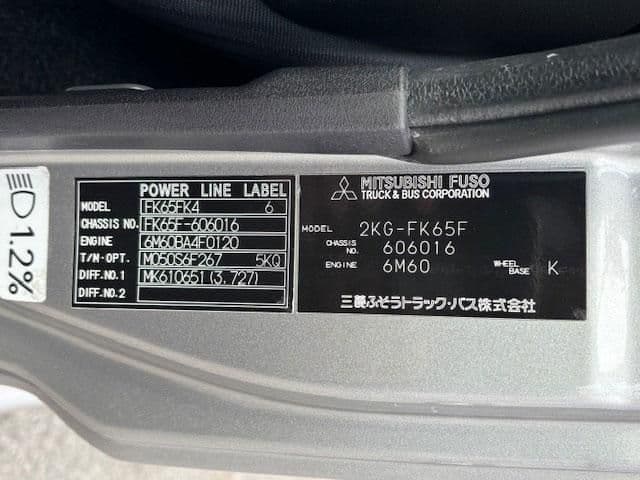 1.2%
POWER LINE LABEL
MODEL FK65FK4 6
CHASSIS NO. FK65F-606016
ENGINE 6M60BA4F0120
T/N-OPT. M050S6F267 5KQ
DIFF.NO.1 MK610651 (3.727)
DIFF.NO.2
MITSUBISHI FUSO
TRUCK & BUS CORPORATION
MODEL 2KG-FK65F
CHASSIS NO. 606016
ENGINE 6M60 WHEEL BASE K
三菱ふそうトラック・バス株式会社